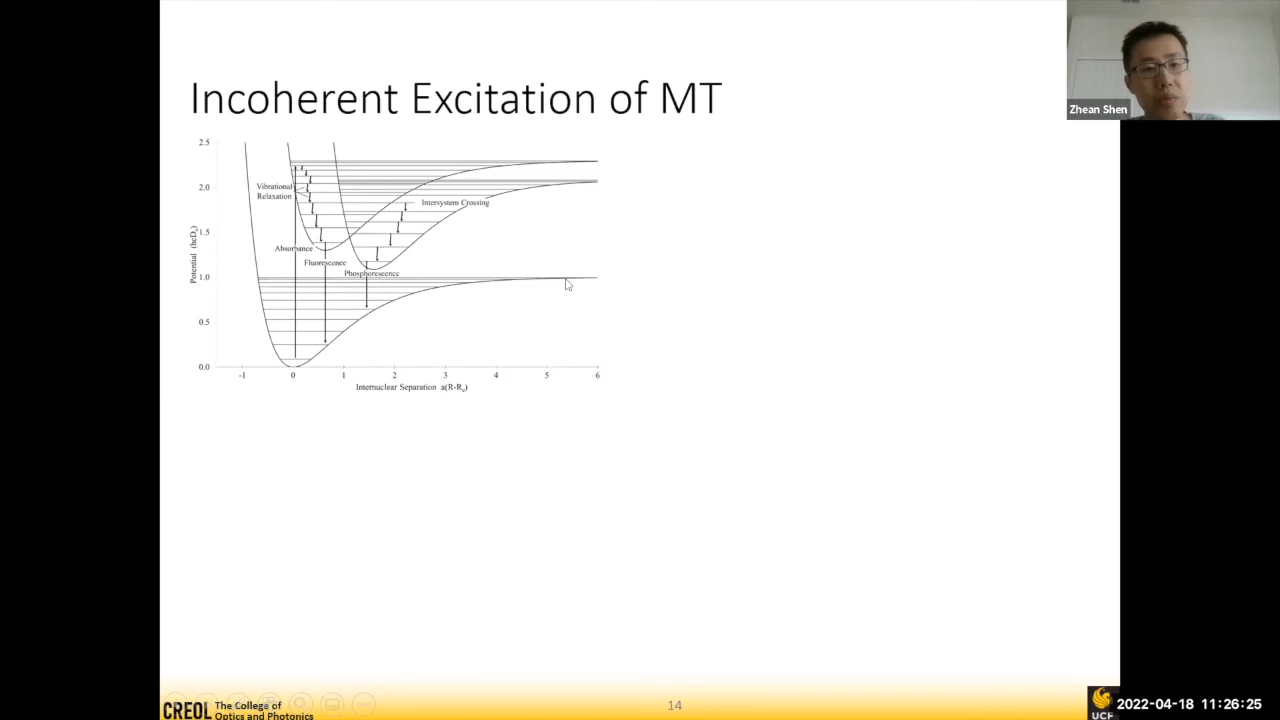 Zhean Shen
Incoherent Excitation of MT
2.5
2.0
1.5
1.0
0.5
0.0
Potential (hcDe)
Vibrational
Relaxation
Intersystem Crossing
Absorbance
Fluorescence
Phosphorescence
-1 0 1 2 3 4 5 6
Internuclear Separation a(R-Re)
CREOL
The College of
Optics and Photonics
14
UCF
2022-04-18 11:26:25